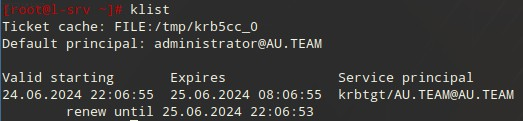 [root@l-srv ~]# klist
Ticket cache: FILE:/tmp/krb5cc_0
Default principal: administrator@AU.TEAM
Valid starting Expires Service principal
24.06.2024 22:06:55 25.06.2024 08:06:55 krbtgt/AU.TEAM@AU.TEAM
renew until 25.06.2024 22:06:53